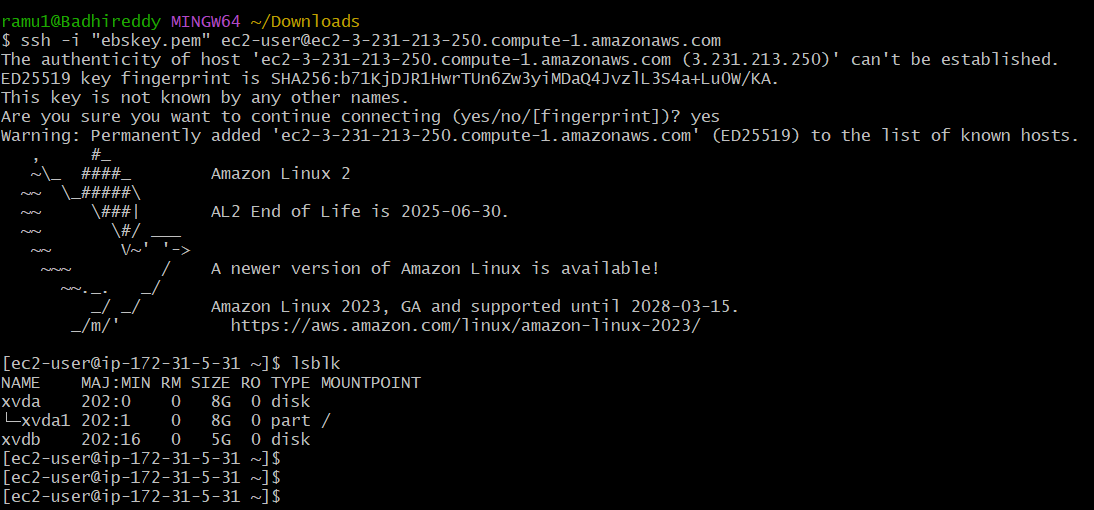 ramu1@Badhireddy MINGW64 ~/Downloads
$ ssh -i "ebskey.pem" ec2-user@ec2-3-231-213-250.compute-1.amazonaws.com
The authenticity of host 'ec2-3-231-213-250.compute-1.amazonaws.com (3.231.213.250)' can't be established.
ED25519 key fingerprint is SHA256:b71KjDJR1HwrTUn6Zw3yiMDaQ4JvzlL3S4a+Lu0W/KA.
This key is not known by any other names.
Are you sure you want to continue connecting (yes/no/[fingerprint])? yes
Warning: Permanently added 'ec2-3-231-213-250.compute-1.amazonaws.com' (ED25519) to the list of known hosts.
   ,     #_
   ~\_  ####_        Amazon Linux 2
  ~~  \_#####\
  ~~     \###|       AL2 End of Life is 2025-06-30.
  ~~       \#/ ___
   ~~       V~' '->
    ~~~         /    A newer version of Amazon Linux is available!
      ~~._.   _/
         _/ _/       Amazon Linux 2023, GA and supported until 2028-03-15.
       _/m/'           https://aws.amazon.com/linux/amazon-linux-2023/
[ec2-user@ip-172-31-5-31 ~]$ lsblk
NAME    MAJ:MIN RM SIZE RO TYPE MOUNTPOINT
xvda    202:0    0   8G  0 disk
└─xvda1 202:1    0   8G  0 part /
xvdb    202:16   0   5G  0 disk
[ec2-user@ip-172-31-5-31 ~]$
[ec2-user@ip-172-31-5-31 ~]$
[ec2-user@ip-172-31-5-31 ~]$